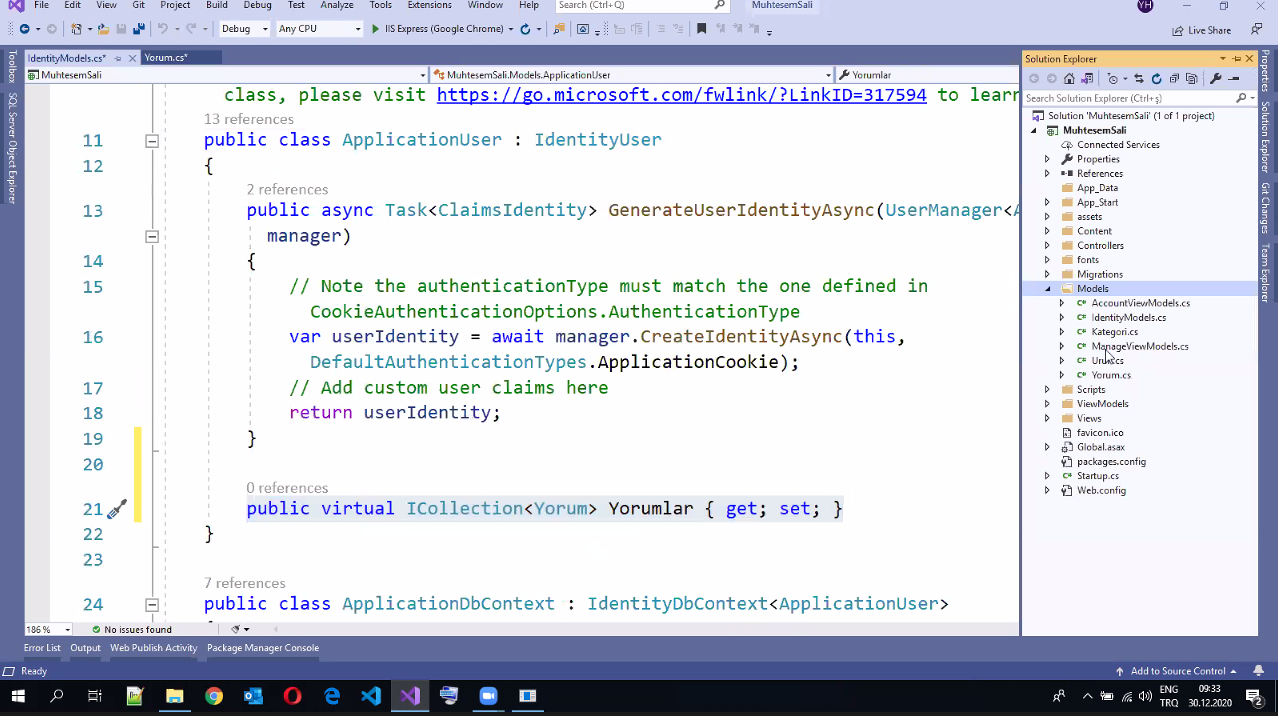 File Edit View Git Project Build Debug Test Analyze Tools Extensions Window Help Search (Ctrl+Q) MuhtesemSali YH
Debug Any CPU IIS Express (Google Chrome) Live Share
IdentityModels.cs* Yorum.cs*
MuhtesemSali MuhtesemSali.Models.ApplicationUser Yorumlar
class, please visit https://go.microsoft.com/fwlink/?LinkID=317594 to learn
13 references
11 public class ApplicationUser : IdentityUser
12 {
2 references
13 public async Task<ClaimsIdentity> GenerateUserIdentityAsync(UserManager<
manager)
14 {
15 // Note the authenticationType must match the one defined in
CookieAuthenticationOptions.AuthenticationType
16 var userIdentity = await manager.CreateIdentityAsync(this,
DefaultAuthenticationTypes.ApplicationCookie);
17 // Add custom user claims here
18 return userIdentity;
19 }
20
0 references
21 public virtual ICollection<Yorum> Yorumlar { get; set; }
22 }
23
7 references
24 public class ApplicationDbContext : IdentityDbContext<ApplicationUser>
186 % No issues found
Error List Output Web Publish Activity Package Manager Console
Ready Add to Source Control
Toolbox
SQL Server Object Explorer
Solution Explorer
Search Solution Explorer (Ctrl+ş)
Solution 'MuhtesemSali' (1 of 1 project)
MuhtesemSali
Connected Services
Properties
References
App_Data
App_Start
assets
Content
Controllers
fonts
Migrations
Models
AccountViewModels.cs
IdentityModels.cs
Kategori.cs
ManageViewModels.cs
Urun.cs
Yorum.cs
Scripts
ViewModels
Views
favicon.ico
Global.asax
packages.config
Startup.cs
Web.config
Properties
Solution Explorer
Git Changes
Team Explorer
ENG
TRQ
09:33
30.12.2020
2